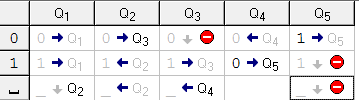 Q₁ Q₂ Q₃ Q₄ Q₅
0 0 → Q₁ 0 ← Q₃ 0 ↓ ⛔ 0 ← Q₄ 1 → Q₅
1 1 → Q₁ 1 ← Q₂ 1 → Q₃ 0 → Q₅ 1 ↓ ⛔
⎵ _ ↓ Q₂ _ ← Q₂ _ ← Q₄ _ ↓ ⛔